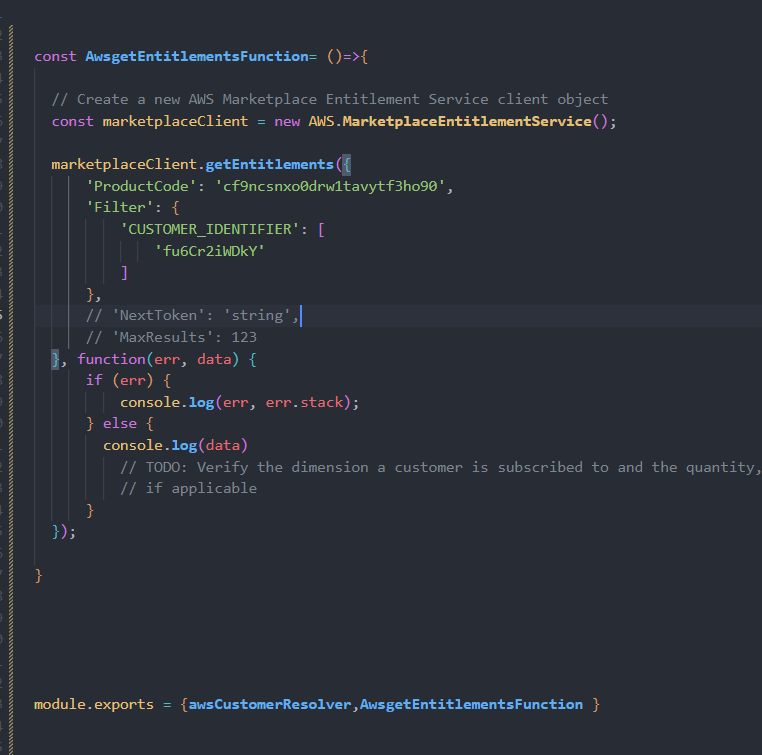 const AwsgetEntitlementsFunction= ()=>{
// Create a new AWS Marketplace Entitlement Service client object
const marketplaceClient = new AWS.MarketplaceEntitlementService();
marketplaceClient.getEntitlements({
'ProductCode': 'cf9ncsnxo0drw1tavytf3ho90',
'Filter': {
'CUSTOMER_IDENTIFIER': [
'fu6Cr2iWDkY'
]
},
// 'NextToken': 'string',
// 'MaxResults': 123
}, function(err, data) {
if (err) {
console.log(err, err.stack);
} else {
console.log(data)
// TODO: Verify the dimension a customer is subscribed to and the quantity,
// if applicable
}
});
}
module.exports = {awsCustomerResolver,AwsgetEntitlementsFunction }